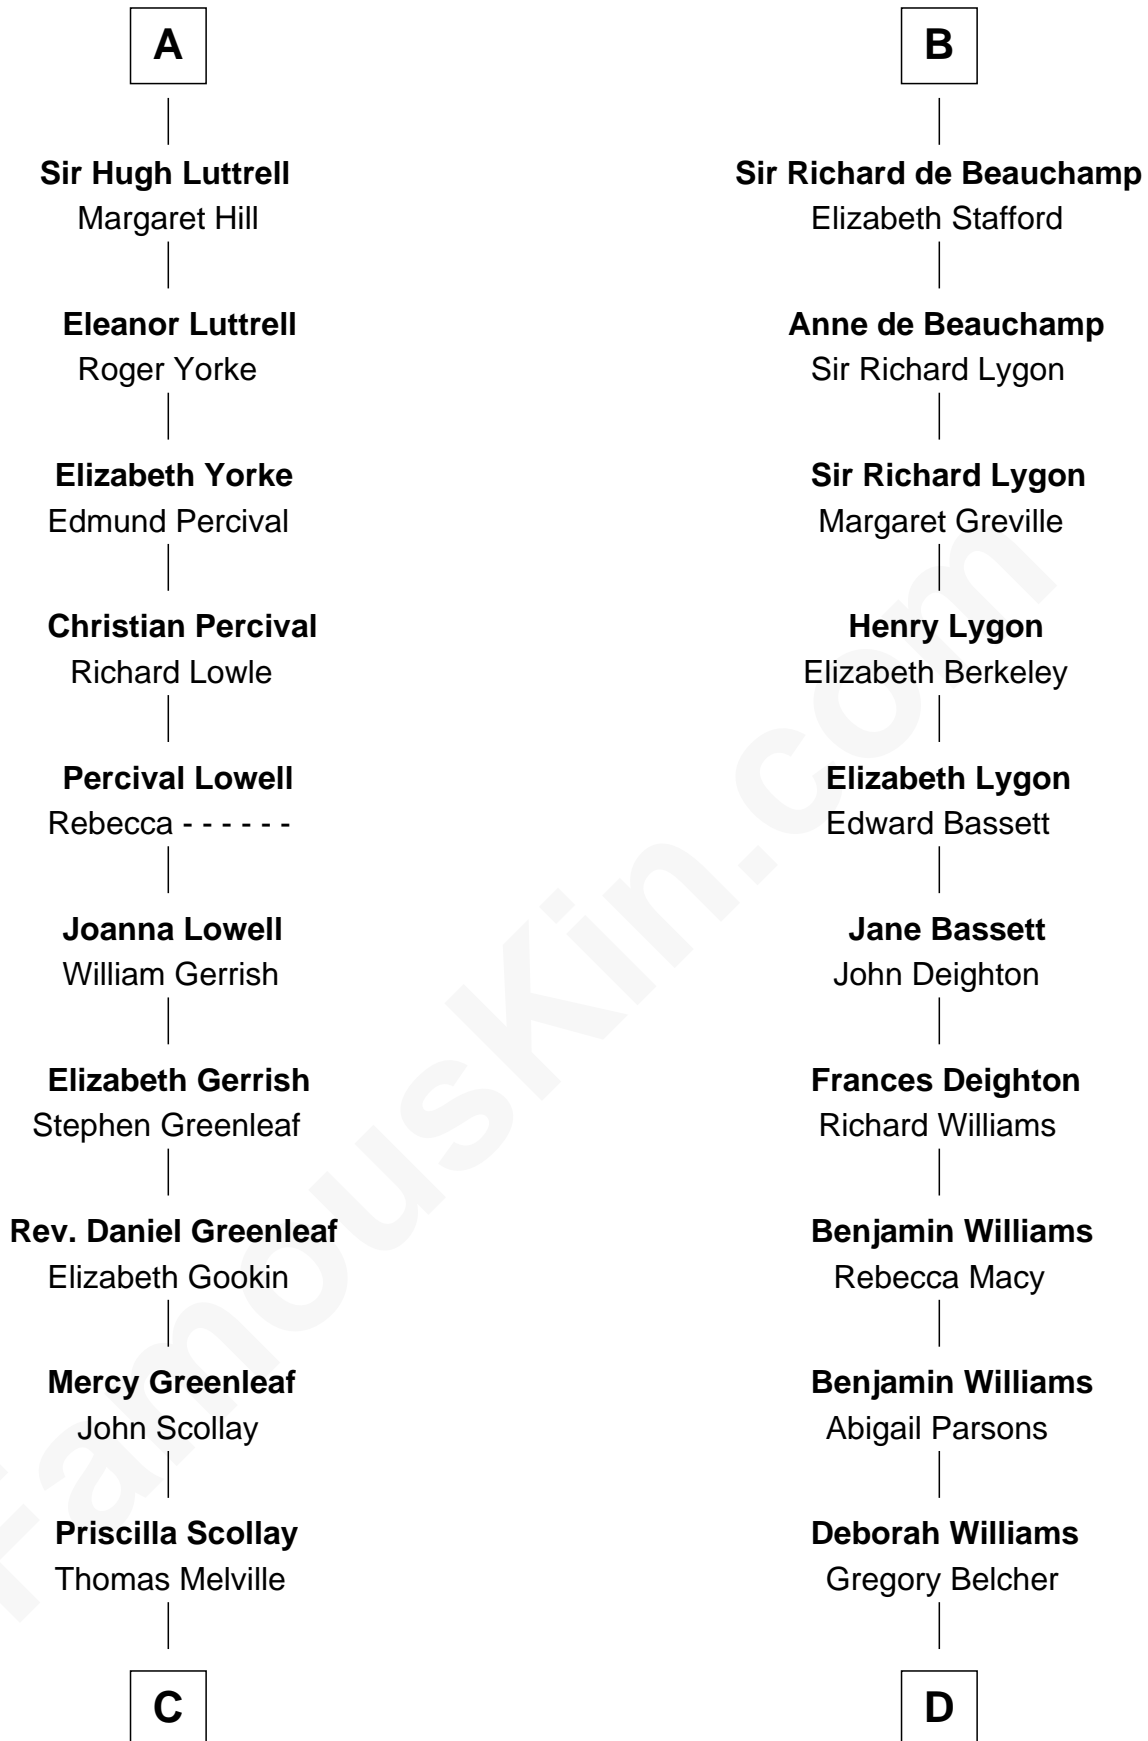 A
Sir Hugh Luttrell
Margaret Hill
Eleanor Luttrell
Roger Yorke
Elizabeth Yorke
Edmund Percival
Christian Percival
Richard Lowle
Percival Lowell
Rebecca - - - - - -
Joanna Lowell
William Gerrish
Elizabeth Gerrish
Stephen Greenleaf
Rev. Daniel Greenleaf
Elizabeth Gookin
Mercy Greenleaf
John Scollay
Priscilla Scollay
Thomas Melville
C
B
Sir Richard de Beauchamp
Elizabeth Stafford
Anne de Beauchamp
Sir Richard Lygon
Sir Richard Lygon
Margaret Greville
Henry Lygon
Elizabeth Berkeley
Elizabeth Lygon
Edward Bassett
Jane Bassett
John Deighton
Frances Deighton
Richard Williams
Benjamin Williams
Rebecca Macy
Benjamin Williams
Abigail Parsons
Deborah Williams
Gregory Belcher
D
FamousKin.com